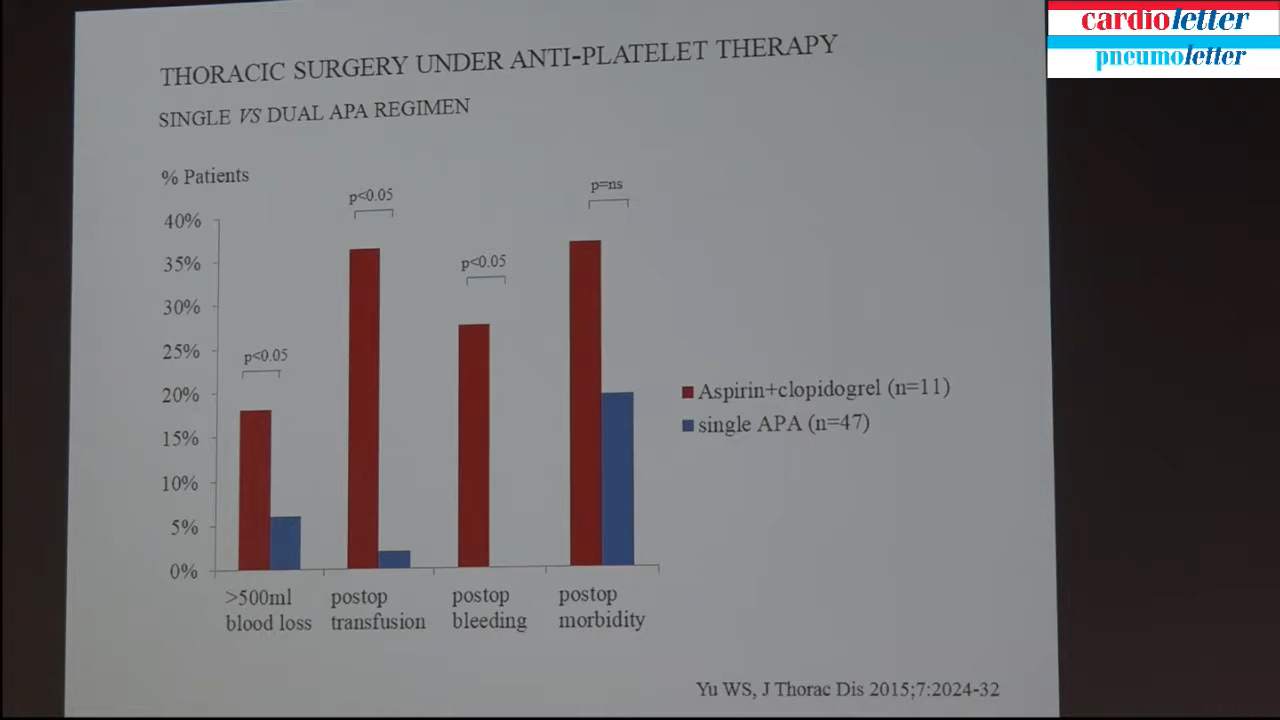 cardioletter
pneumoletter
THORACIC SURGERY UNDER ANTI-PLATELET THERAPY
SINGLE VS DUAL APA REGIMEN
% Patients
p<0.05
p<0.05
p<0.05
p=ns
40%
35%
30%
25%
20%
15%
10%
5%
0%
>500ml
blood loss
postop
transfusion
postop
bleeding
postop
morbidity
Aspirin+clopidogrel (n=11)
single APA (n=47)
Yu WS, J Thorac Dis 2015;7:2024-32